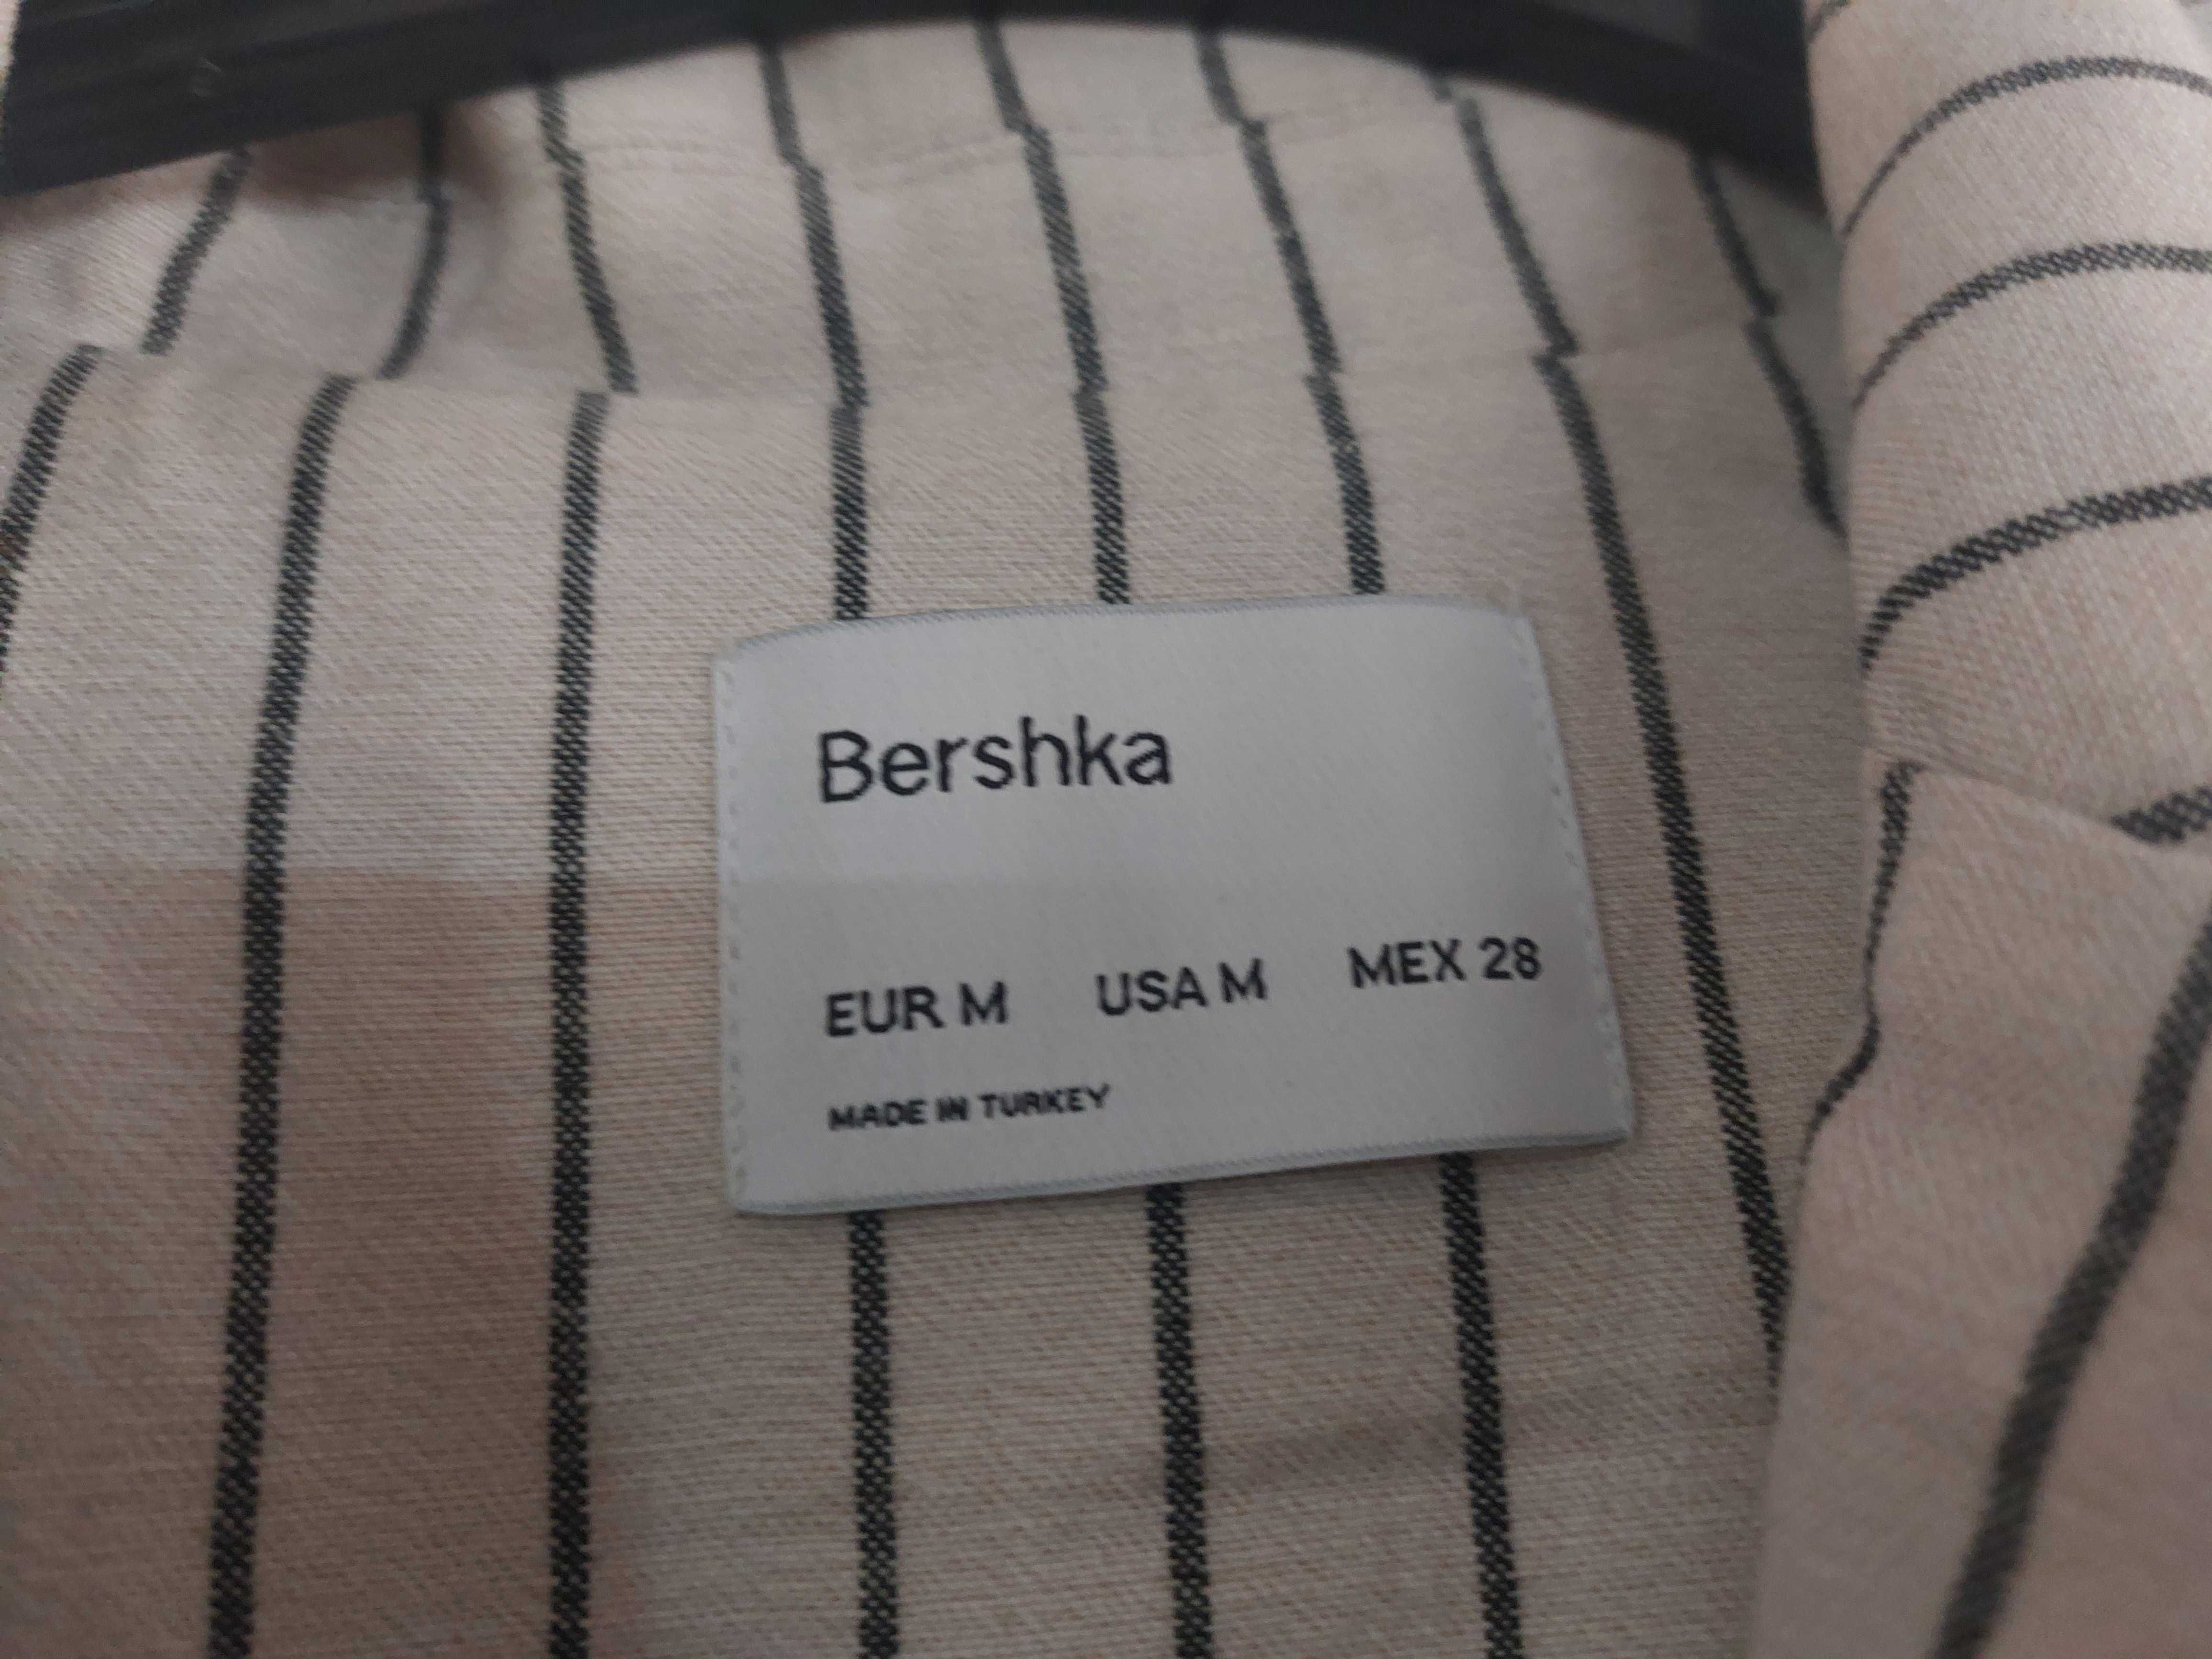 Bershka
EUR M USA M MEX 28
MADE IN TURKEY